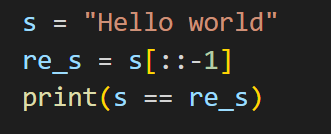 s = "Hello world"
re_s = s[::-1]
print(s == re_s)